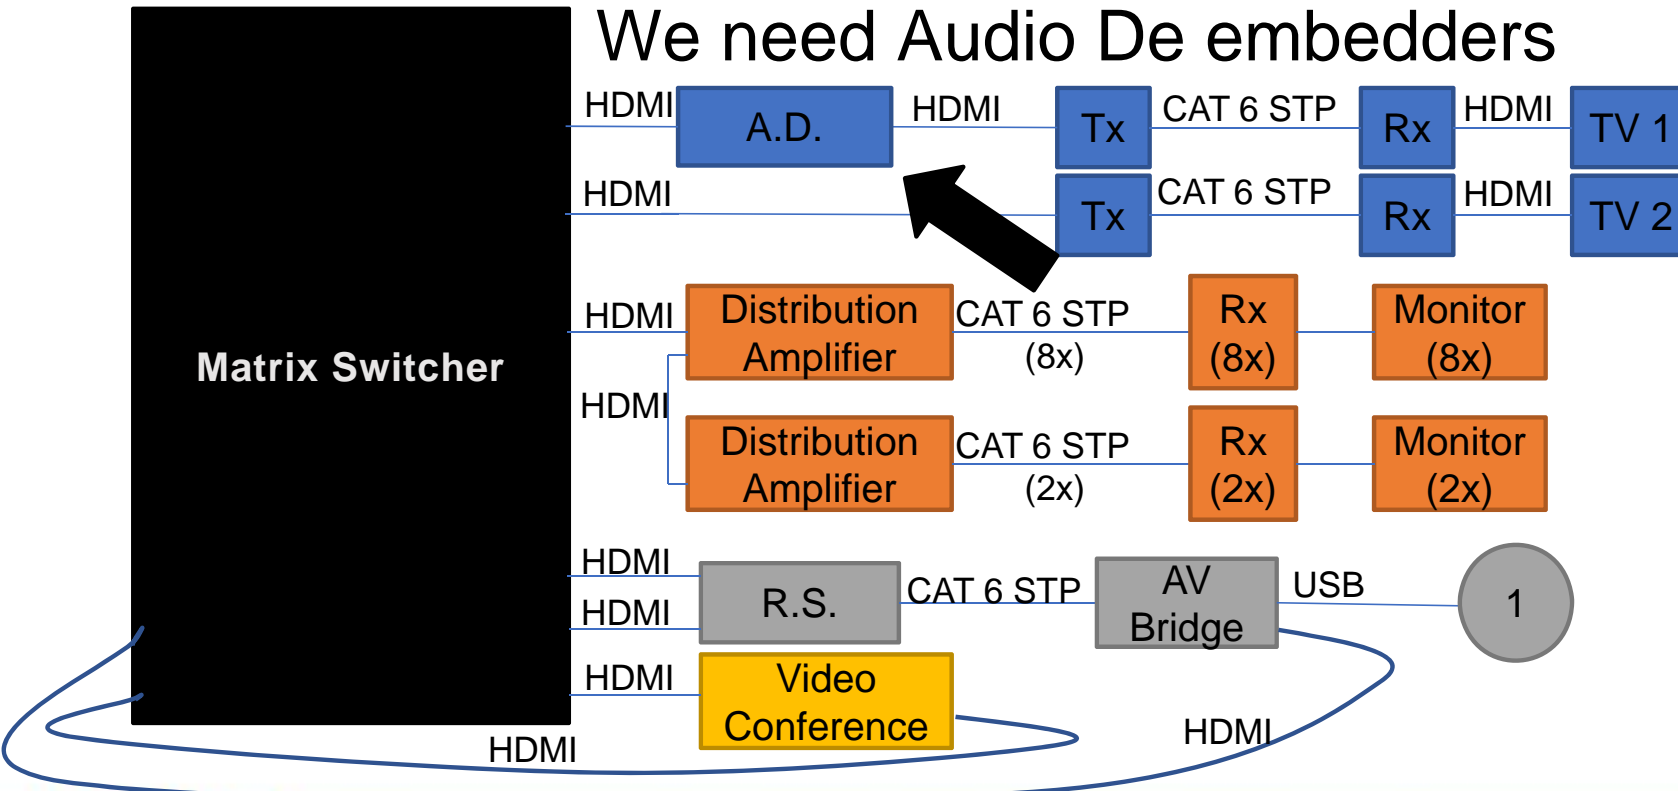 We need Audio De embedders
HDMI
A.D.
HDMI
Tx
CAT 6 STP
Rx
HDMI
TV 1
HDMI
Tx
CAT 6 STP
Rx
HDMI
TV 2
Matrix Switcher
HDMI
Distribution
Amplifier
CAT 6 STP
(8x)
Rx
(8x)
Monitor
(8x)
HDMI
Distribution
Amplifier
CAT 6 STP
(2x)
Rx
(2x)
Monitor
(2x)
HDMI
HDMI
R.S.
CAT 6 STP
AV
Bridge
USB
1
HDMI
Video
Conference
HDMI
HDMI